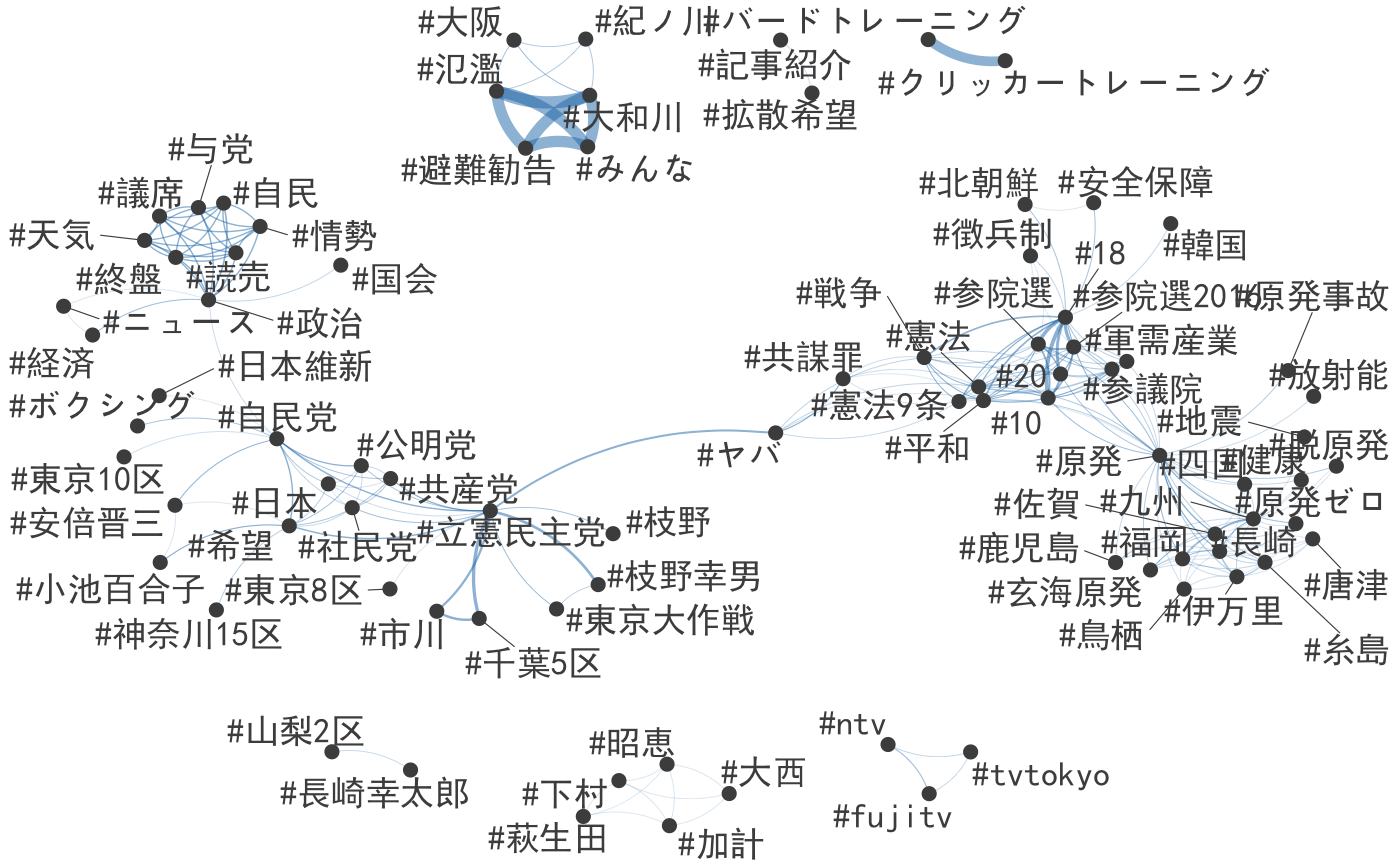 #大阪
#紀ノ川
#バードトレーニング
#氾濫
#記事紹介
#クリッカートレーニング
#大和川
#拡散希望
#避難勧告
#みんな
#与党
#議席
#自民
#天気
#情勢
#終盤
#読売
#国会
#ニュース
#政治
#経済
#日本維新
#ボクシング
#自民党
#東京10区
#公明党
#安倍晋三
#日本
#共産党
#希望
#社民党
#立憲民主党
#枝野
#小池百合子
#東京8区
#枝野幸男
#神奈川15区
#市川
#東京大作戦
#千葉5区
#北朝鮮
#安全保障
#徴兵制
#18
#韓国
#戦争
#参院選
#参院選2016
#原発事故
#憲法
#軍需産業
#共謀罪
#20
#参議院
#放射能
#憲法9条
#10
#地震
#ヤバ
#平和
#原発
#四国
#健康
#脱原発
#佐賀
#九州
#原発ゼロ
#鹿児島
#福岡
#長崎
#玄海原発
#伊万里
#唐津
#鳥栖
#糸島
#山梨2区
#長崎幸太郎
#昭恵
#大西
#下村
#萩生田
#加計
#ntv
#tvtokyo
#fujitv